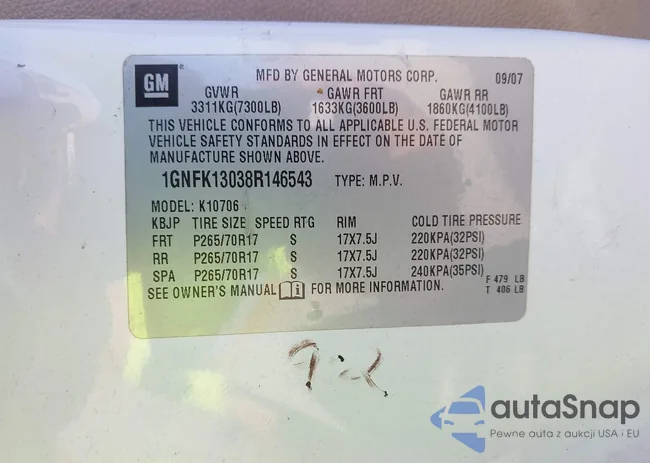 GM
MFD BY GENERAL MOTORS CORP. 09/07
GVWR GAWR FRT GAWR RR
3311KG(7300LB) 1633KG(3600LB) 1860KG(4100LB)
THIS VEHICLE CONFORMS TO ALL APPLICABLE U.S. FEDERAL MOTOR
VEHICLE SAFETY STANDARDS IN EFFECT ON THE DATE OF
MANUFACTURE SHOWN ABOVE.
1GNFK13038R146543 TYPE: M.P.V.
MODEL: K10706
KBJP TIRE SIZE SPEED RTG RIM COLD TIRE PRESSURE
FRT P265/70R17 S 17X7.5J 220KPA(32PSI)
RR P265/70R17 S 17X7.5J 220KPA(32PSI)
SPA P265/70R17 S 17X7.5J 240KPA(35PSI)
F 479 LB
SEE OWNER'S MANUAL i FOR MORE INFORMATION.
T 406 LB
autaSnap
Pewne auta z aukcji USA i EU